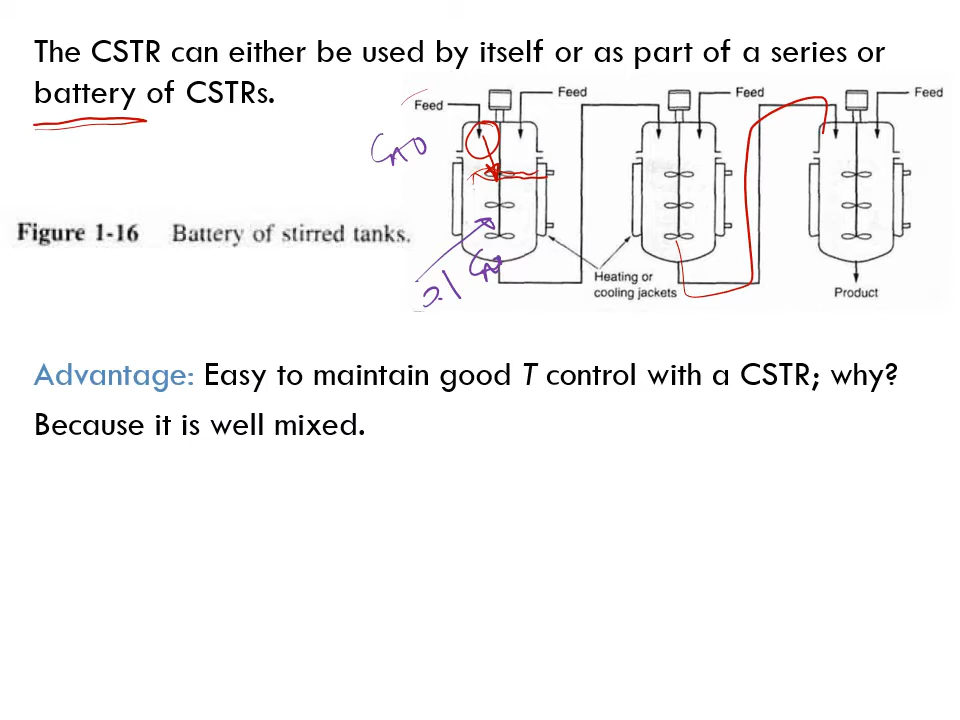 The CSTR can either be used by itself or as part of a series or
battery of CSTRs.
Feed
Feed
Feed
Feed
C_A0
Figure 1-16 Battery of stirred tanks.
Heating or
cooling jackets
Product
Advantage: Easy to maintain good T control with a CSTR; why?
Because it is well mixed.